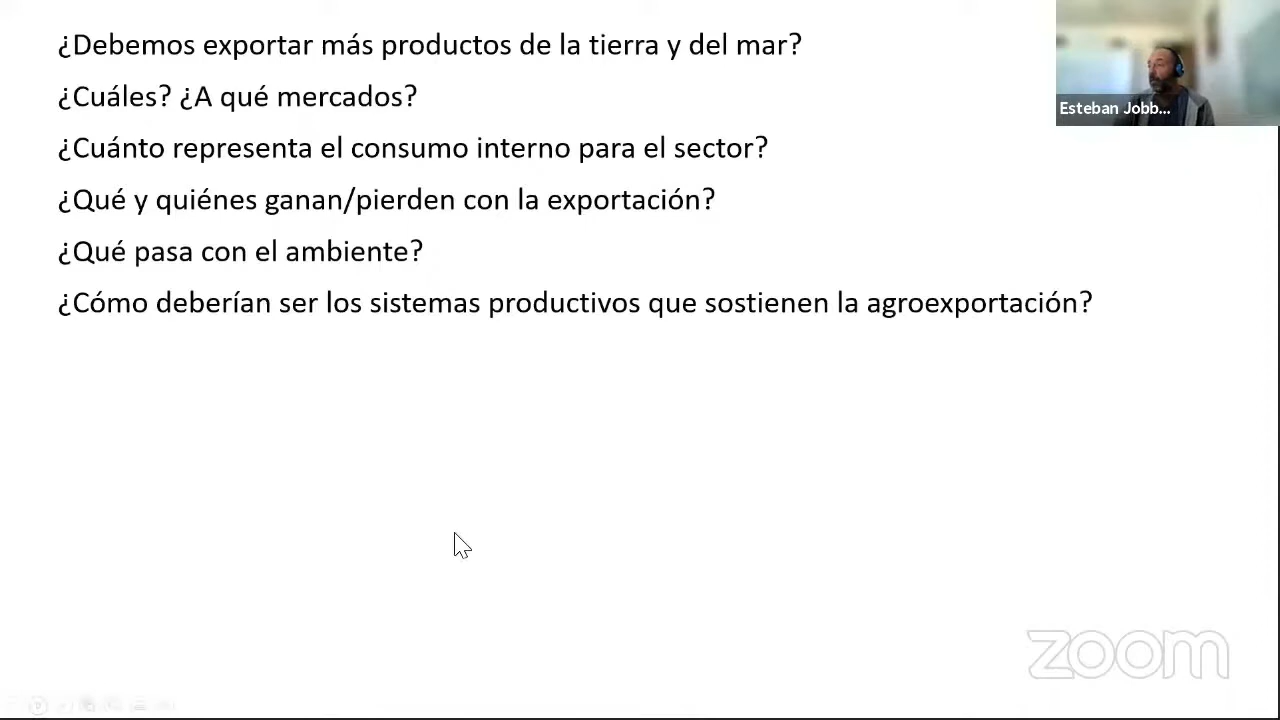 ¿Debemos exportar más productos de la tierra y del mar?
¿Cuáles? ¿A qué mercados?
¿Cuánto representa el consumo interno para el sector?
¿Qué y quiénes ganan/pierden con la exportación?
¿Qué pasa con el ambiente?
¿Cómo deberían ser los sistemas productivos que sostienen la agroexportación?
Esteban Jobb...
zoom